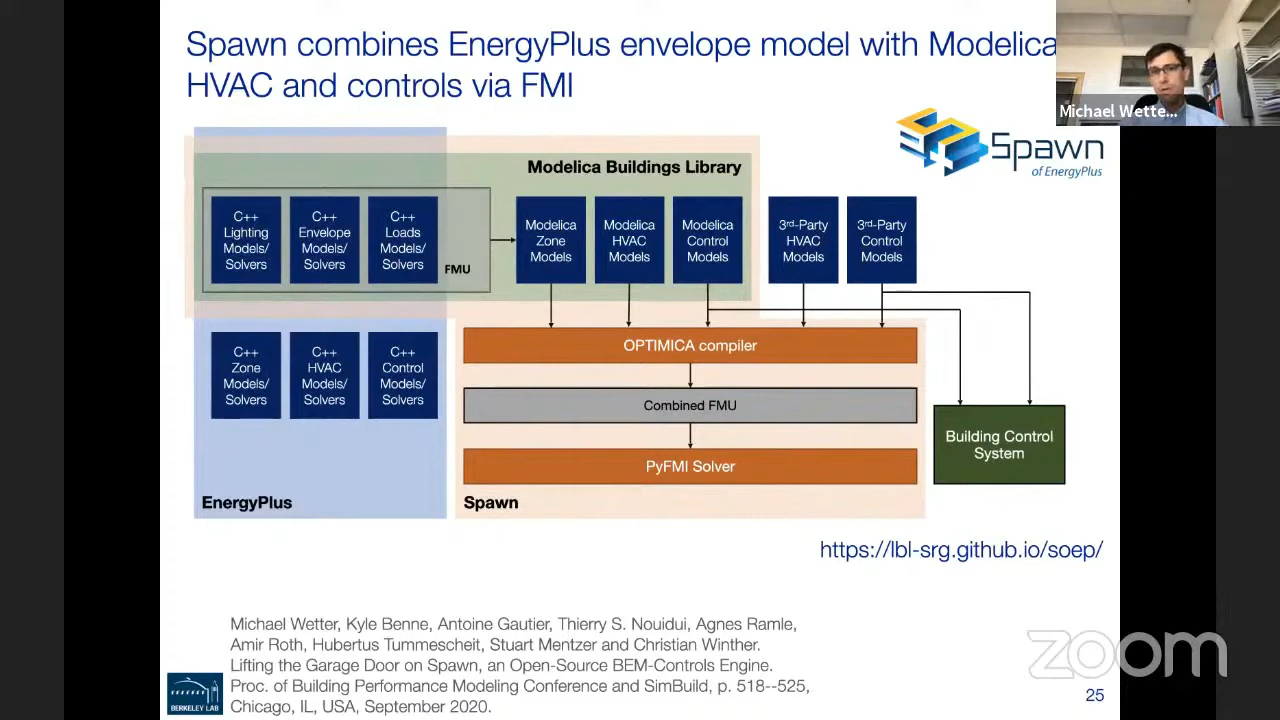 Spawn combines EnergyPlus envelope model with Modelica
HVAC and controls via FMI
Michael Wette...
Spawn
of EnergyPlus
Modelica Buildings Library
C++
Lighting
Models/
Solvers
C++
Envelope
Models/
Solvers
C++
Loads
Models/
Solvers
FMU
Modelica
Zone
Models
Modelica
HVAC
Models
Modelica
Control
Models
3rd-Party
HVAC
Models
3rd-Party
Control
Models
C++
Zone
Models/
Solvers
C++
HVAC
Models/
Solvers
C++
Control
Models/
Solvers
EnergyPlus
OPTIMICA compiler
Combined FMU
PyFMI Solver
Spawn
Building Control
System
https://lbl-srg.github.io/soep/
Michael Wetter, Kyle Benne, Antoine Gautier, Thierry S. Nouidui, Agnes Ramle,
Amir Roth, Hubertus Tummescheit, Stuart Mentzer and Christian Winther.
Lifting the Garage Door on Spawn, an Open-Source BEM-Controls Engine.
Proc. of Building Performance Modeling Conference and SimBuild, p. 518--525,
Chicago, IL, USA, September 2020.
BERKELEY LAB
zoom
25